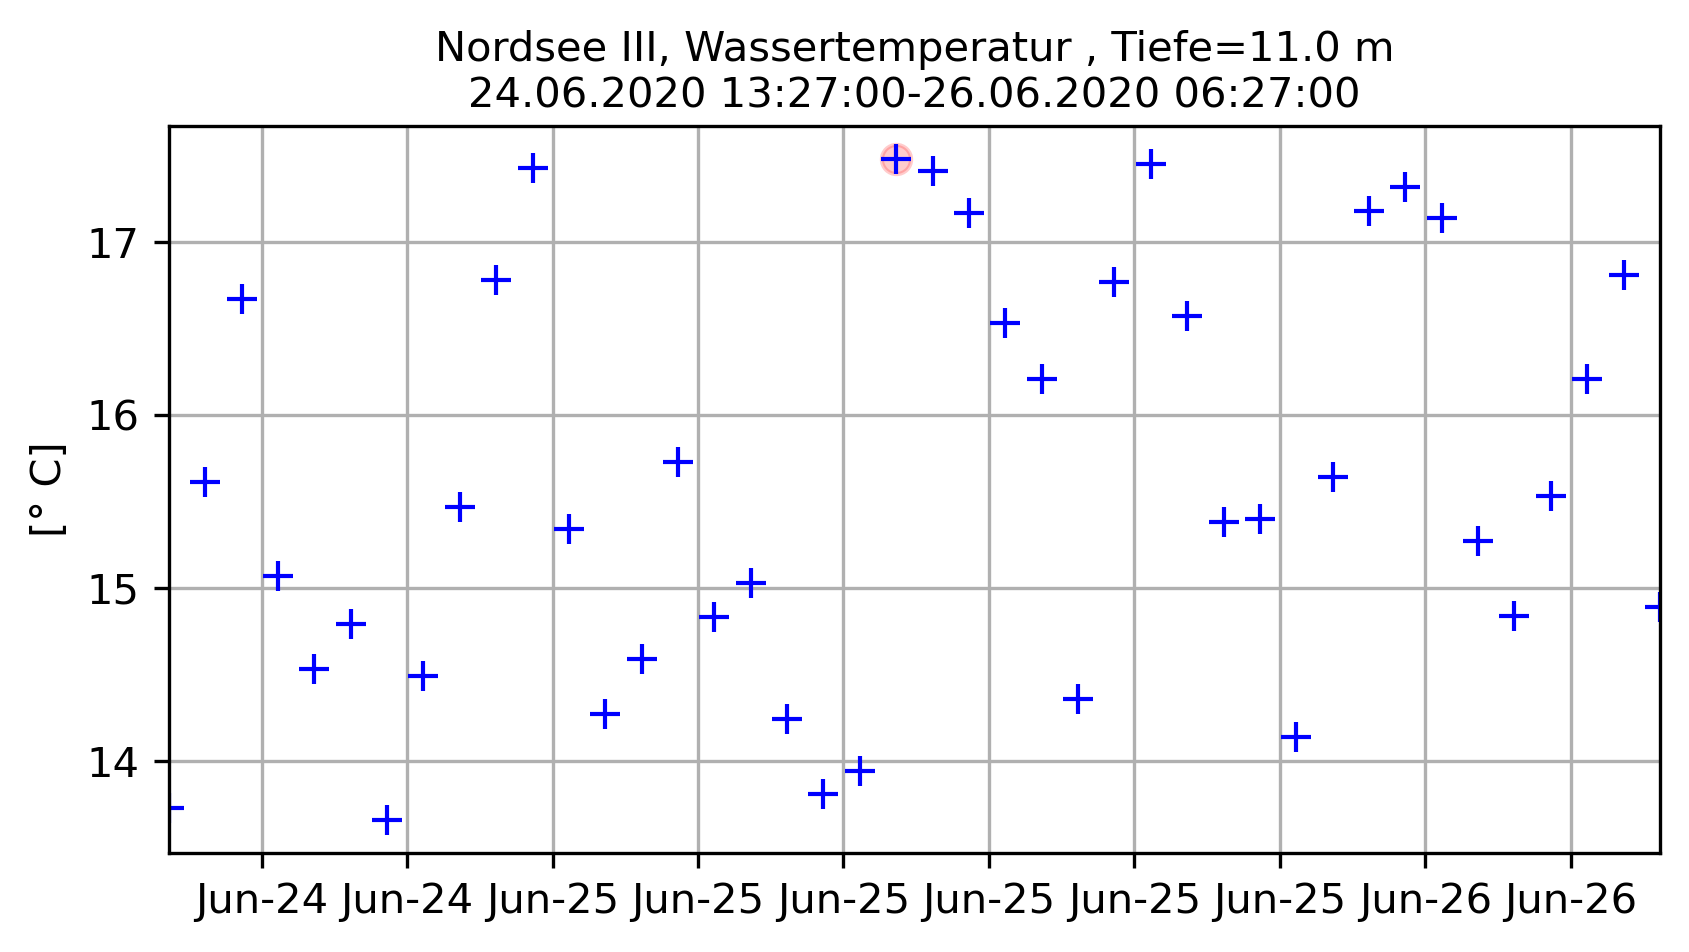 Nordsee III, Wassertemperatur , Tiefe=11.0 m
24.06.2020 13:27:00-26.06.2020 06:27:00
[° C]
17
16
15
14
Jun-24 Jun-24 Jun-25 Jun-25 Jun-25 Jun-25 Jun-25 Jun-25 Jun-26 Jun-26